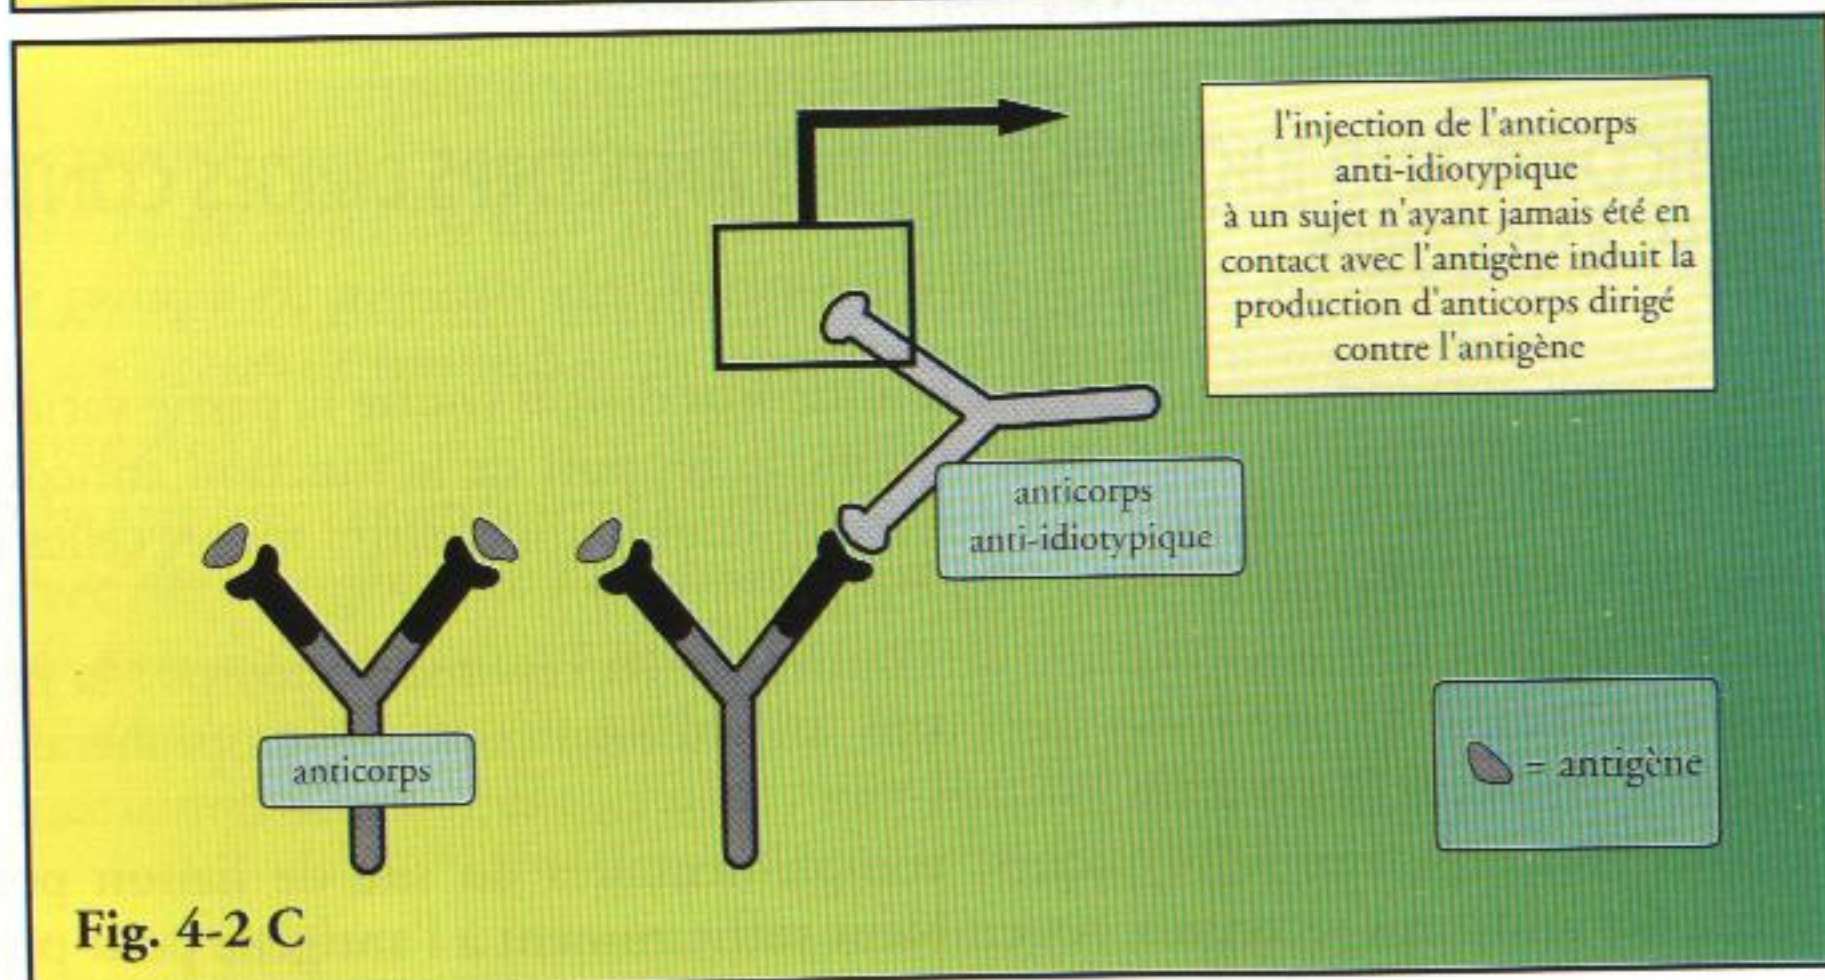 l'injection de l'anticorps
anti-idiotypique
à un sujet n'ayant jamais été en
contact avec l'antigène induit la
production d'anticorps dirigé
contre l'antigène
anticorps
anti-idiotypique
anticorps
= antigène
Fig. 4-2 C